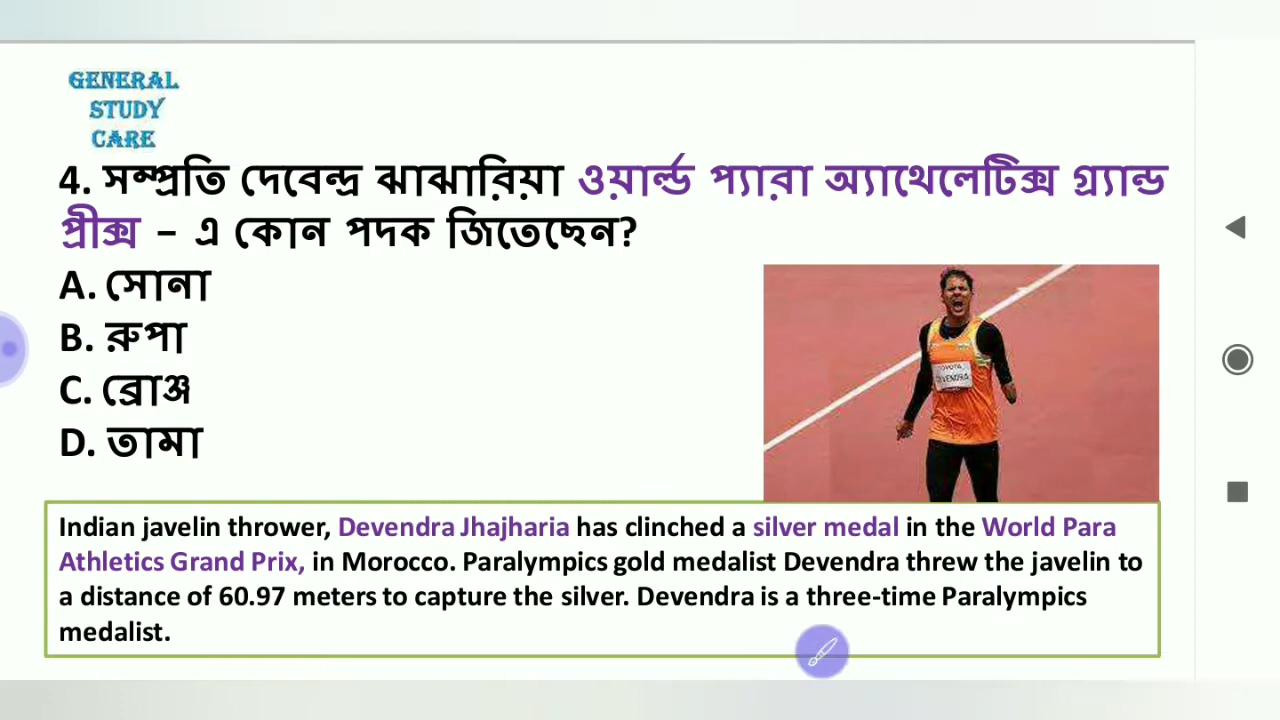 GENERAL
STUDY
CARE
4. সম্প্রতি দেবেন্দ্র ঝাঝারিয়া ওয়ার্ল্ড প্যারা অ্যাথেলেটিক্স গ্র্যান্ড
প্রীক্স – এ কোন পদক জিতেছেন?
A. সোনা
B. রুপা
C. ব্রোঞ্জ
D. তামা
TOYOTA
DEVENDRA
Indian javelin thrower, Devendra Jhajharia has clinched a silver medal in the World Para
Athletics Grand Prix, in Morocco. Paralympics gold medalist Devendra threw the javelin to
a distance of 60.97 meters to capture the silver. Devendra is a three-time Paralympics
medalist.